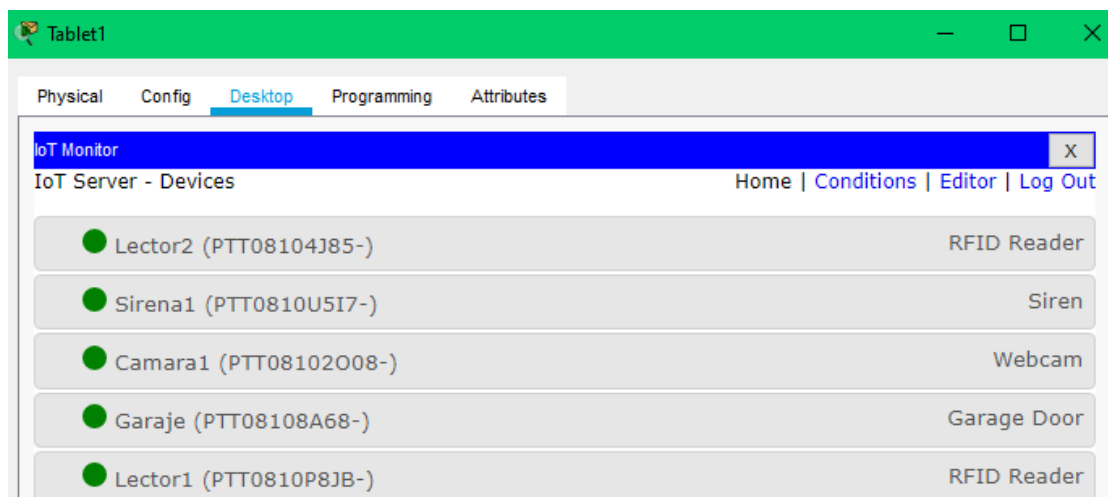 Tablet1
Physical Config Desktop Programming Attributes
IoT Monitor X
IoT Server - Devices Home | Conditions | Editor | Log Out
Lector2 (PTT08104J85-) RFID Reader
Sirena1 (PTT0810U5I7-) Siren
Camara1 (PTT08102O08-) Webcam
Garaje (PTT08108A68-) Garage Door
Lector1 (PTT0810P8JB-) RFID Reader